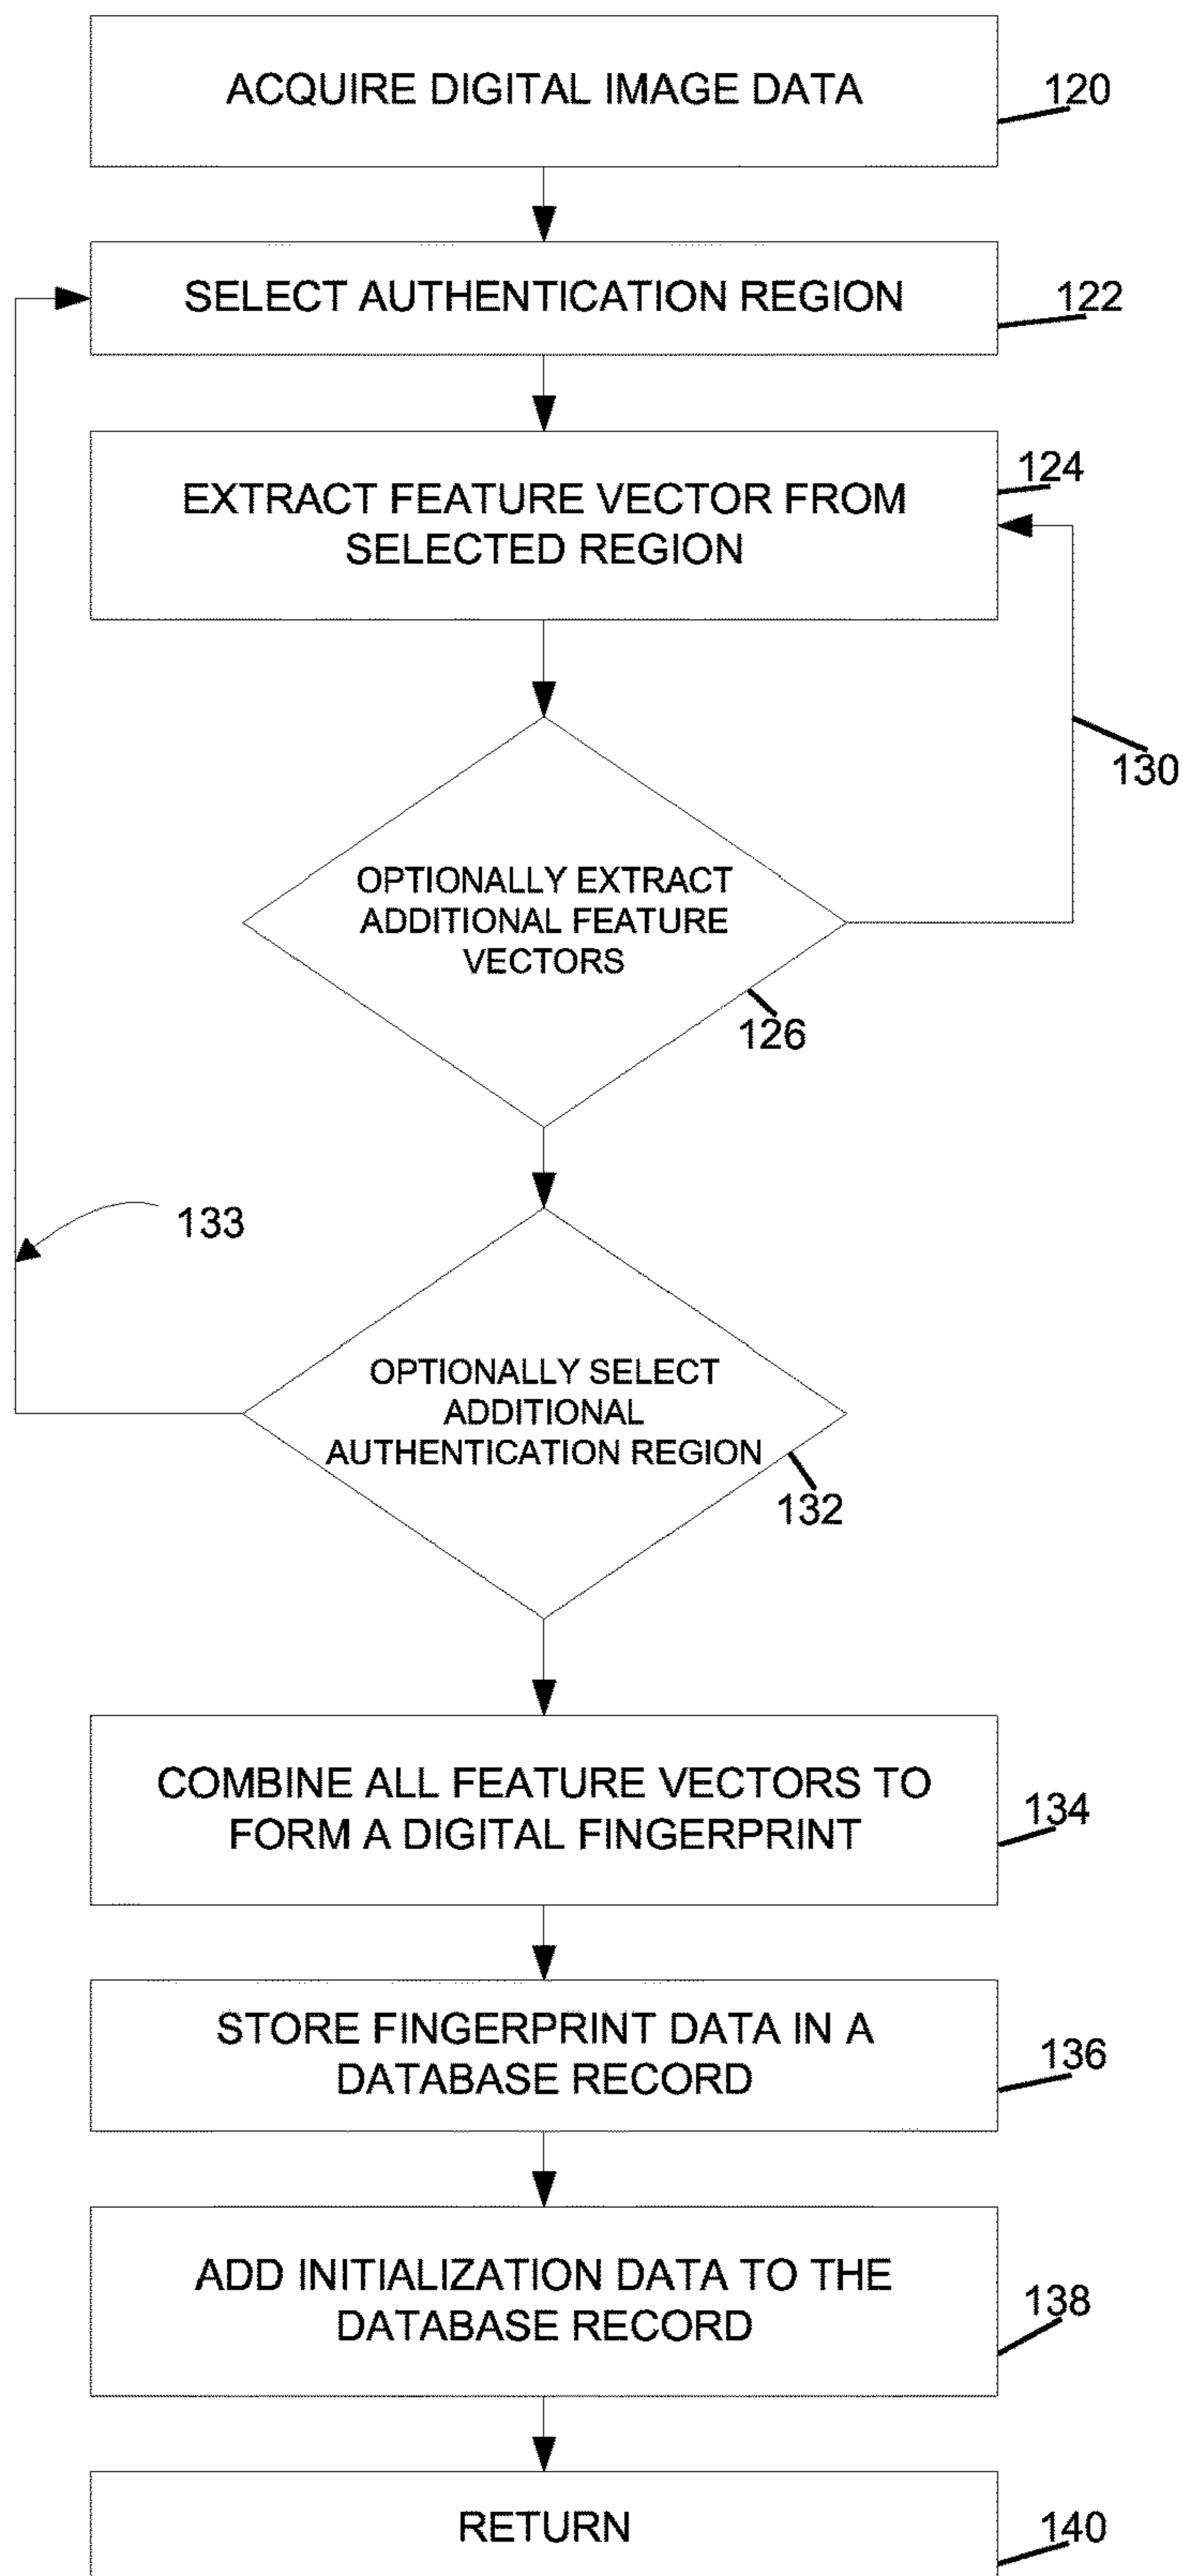 ACQUIRE DIGITAL IMAGE DATA
120
SELECT AUTHENTICATION REGION
122
EXTRACT FEATURE VECTOR FROM
SELECTED REGION
124
130
OPTIONALLY EXTRACT
ADDITIONAL FEATURE
VECTORS
126
133
OPTIONALLY SELECT
ADDITIONAL
AUTHENTICATION REGION
132
COMBINE ALL FEATURE VECTORS TO
FORM A DIGITAL FINGERPRINT
134
STORE FINGERPRINT DATA IN A
DATABASE RECORD
136
ADD INITIALIZATION DATA TO THE
DATABASE RECORD
138
RETURN
140